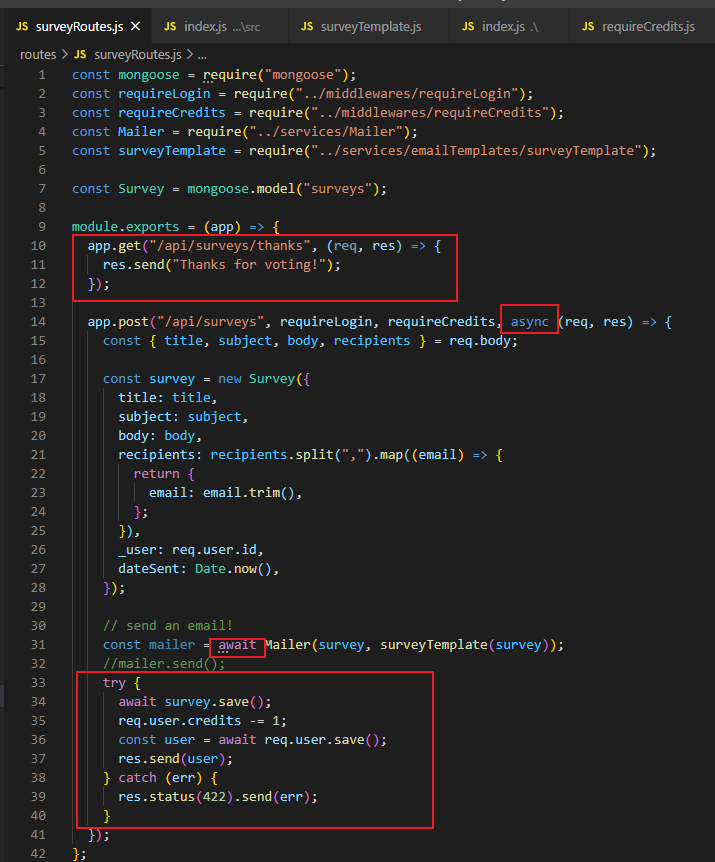 JS surveyRoutes.js × JS index.js ...\src JS surveyTemplate.js JS index.js .\ JS requireCredits.js
routes > JS surveyRoutes.js > ...
1 const mongoose = require("mongoose");
2 const requireLogin = require("../middlewares/requireLogin");
3 const requireCredits = require("../middlewares/requireCredits");
4 const Mailer = require("../services/Mailer");
5 const surveyTemplate = require("../services/emailTemplates/surveyTemplate");
6
7 const Survey = mongoose.model("surveys");
8
9 module.exports = (app) => {
10 app.get("/api/surveys/thanks", (req, res) => {
11 res.send("Thanks for voting!");
12 });
13
14 app.post("/api/surveys", requireLogin, requireCredits, async (req, res) => {
15 const { title, subject, body, recipients } = req.body;
16
17 const survey = new Survey({
18 title: title,
19 subject: subject,
20 body: body,
21 recipients: recipients.split(",").map((email) => {
22 return {
23 email: email.trim(),
24 };
25 }),
26 _user: req.user.id,
27 dateSent: Date.now(),
28 });
29
30 // send an email!
31 const mailer = await Mailer(survey, surveyTemplate(survey));
32 //mailer.send();
33 try {
34 await survey.save();
35 req.user.credits -= 1;
36 const user = await req.user.save();
37 res.send(user);
38 } catch (err) {
39 res.status(422).send(err);
40 }
41 });
42 };